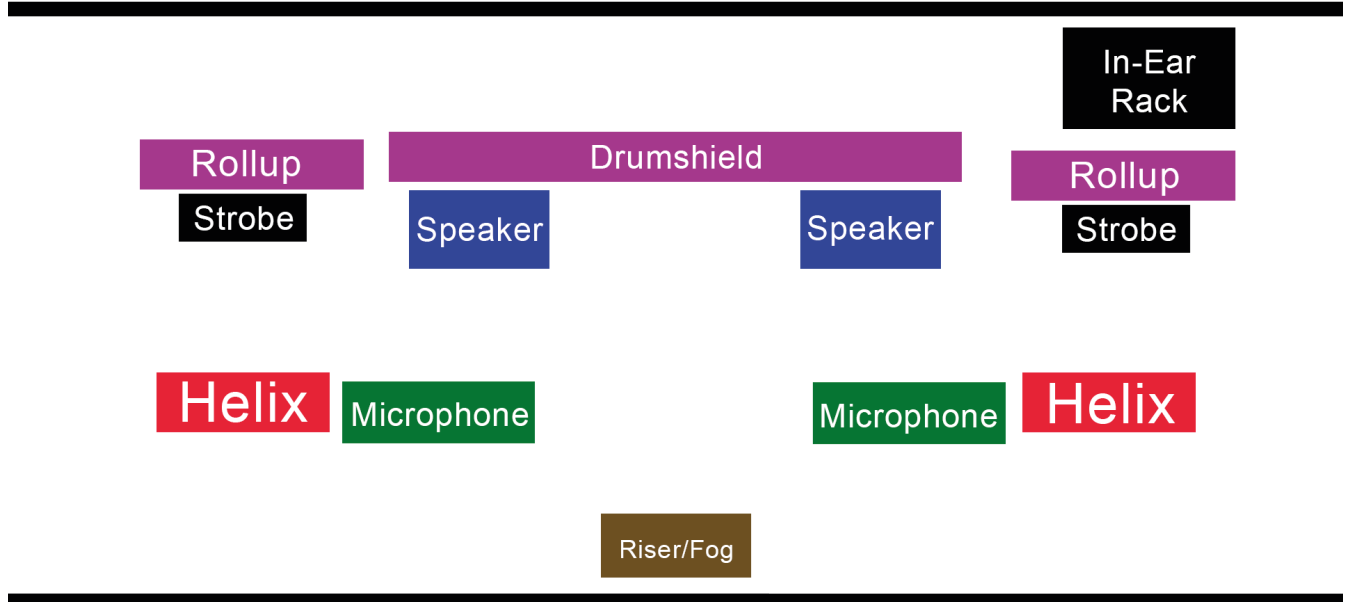 In-Ear
Rack
Rollup
Drumshield
Rollup
Strobe
Speaker
Speaker
Strobe
Helix
Microphone
Microphone
Helix
Riser/Fog